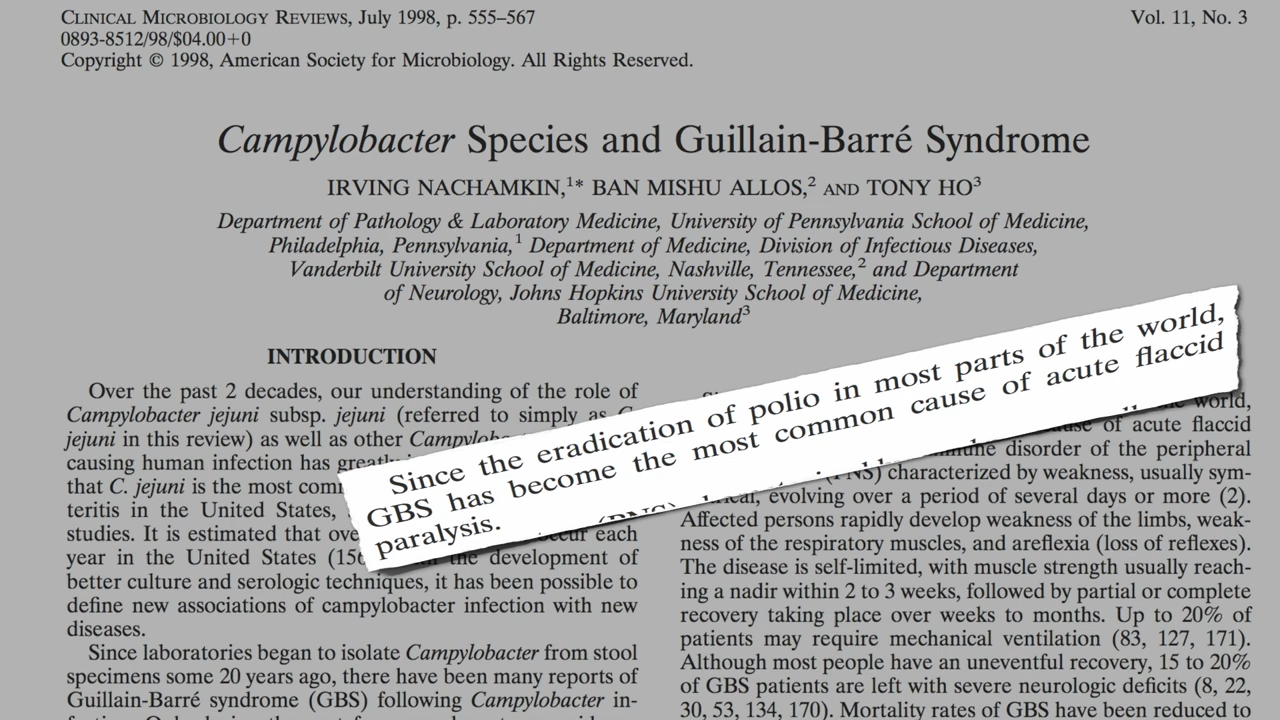 CLINICAL MICROBIOLOGY REVIEWS, July 1998, p. 555–567
Vol. 11, No. 3
0893-8512/98/$04.00+0
Copyright © 1998, American Society for Microbiology. All Rights Reserved.
Campylobacter Species and Guillain-Barré Syndrome
IRVING NACHAMKIN,1* BAN MISHU ALLOS,2 AND TONY HO3
Department of Pathology & Laboratory Medicine, University of Pennsylvania School of Medicine,
Philadelphia, Pennsylvania,1 Department of Medicine, Division of Infectious Diseases,
Vanderbilt University School of Medicine, Nashville, Tennessee,2 and Department
of Neurology, Johns Hopkins University School of Medicine,
Baltimore, Maryland3
INTRODUCTION
Over the past 2 decades, our understanding of the role of
Campylobacter jejuni subsp. jejuni (referred to simply as C.
jejuni in this review) as well as other
causing human infection has
that C. jejuni is the most
teritis in the United States,
studies. It is estimated that
each
year in the United States
the development of
better culture and serologic techniques, it has been possible to
define new associations of campylobacter infection with new
diseases.
Since laboratories began to isolate Campylobacter from stool
specimens some 20 years ago, there have been many reports of
Guillain-Barré syndrome (GBS) following Campylobacter in-
Since the eradication of polio in most parts of the world,
GBS has become the most common cause of acute flaccid
paralysis.
world,
of acute flaccid
disorder of the peripheral
characterized by weakness, usually sym-
evolving over a period of several days or more (2).
Affected persons rapidly develop weakness of the limbs, weak-
ness of the respiratory muscles, and areflexia (loss of reflexes).
The disease is self-limited, with muscle strength usually reach-
ing a nadir within 2 to 3 weeks, followed by partial or complete
recovery taking place over weeks to months. Up to 20% of
patients may require mechanical ventilation (83, 127, 171).
Although most people have an uneventful recovery, 15 to 20%
of GBS patients are left with severe neurologic deficits (8, 22,
30, 53, 134, 170). Mortality rates of GBS have been reduced to